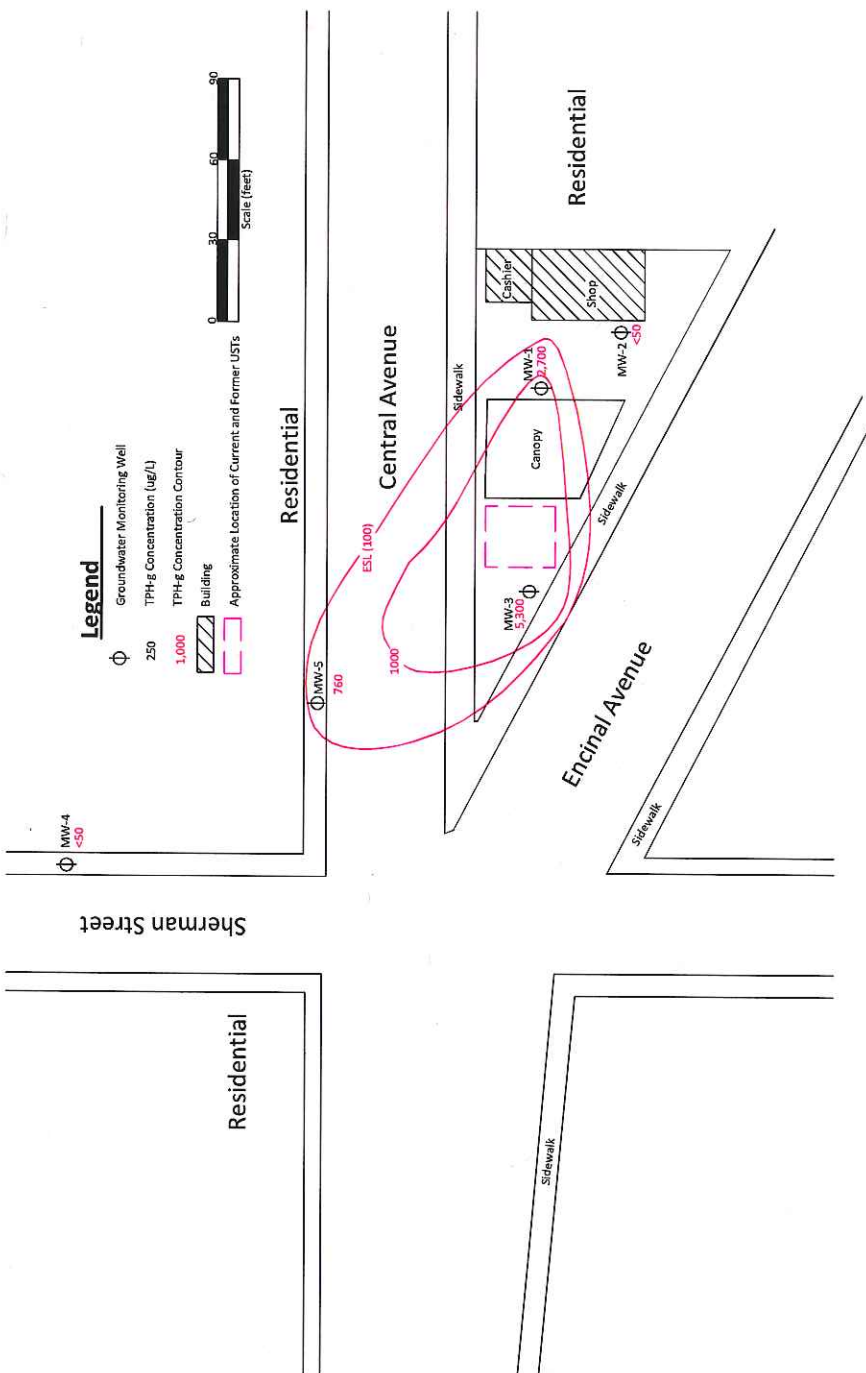 Legend
Groundwater Monitoring Well
250
TPH-g Concentration (ug/L)
1,000
TPH-g Concentration Contour
Building
Approximate Location of Current and Former USTs
0
30
60
90
Scale (feet)
MW-4
<50
Sherman Street
Residential
Residential
MW-5
760
Central Avenue
ESL (100)
1000
Sidewalk
Residential
Cashier
Shop
MW-1
2,700
MW-2
<50
Canopy
MW-3
5,300
Sidewalk
Encinal Avenue
Sidewalk
Sidewalk